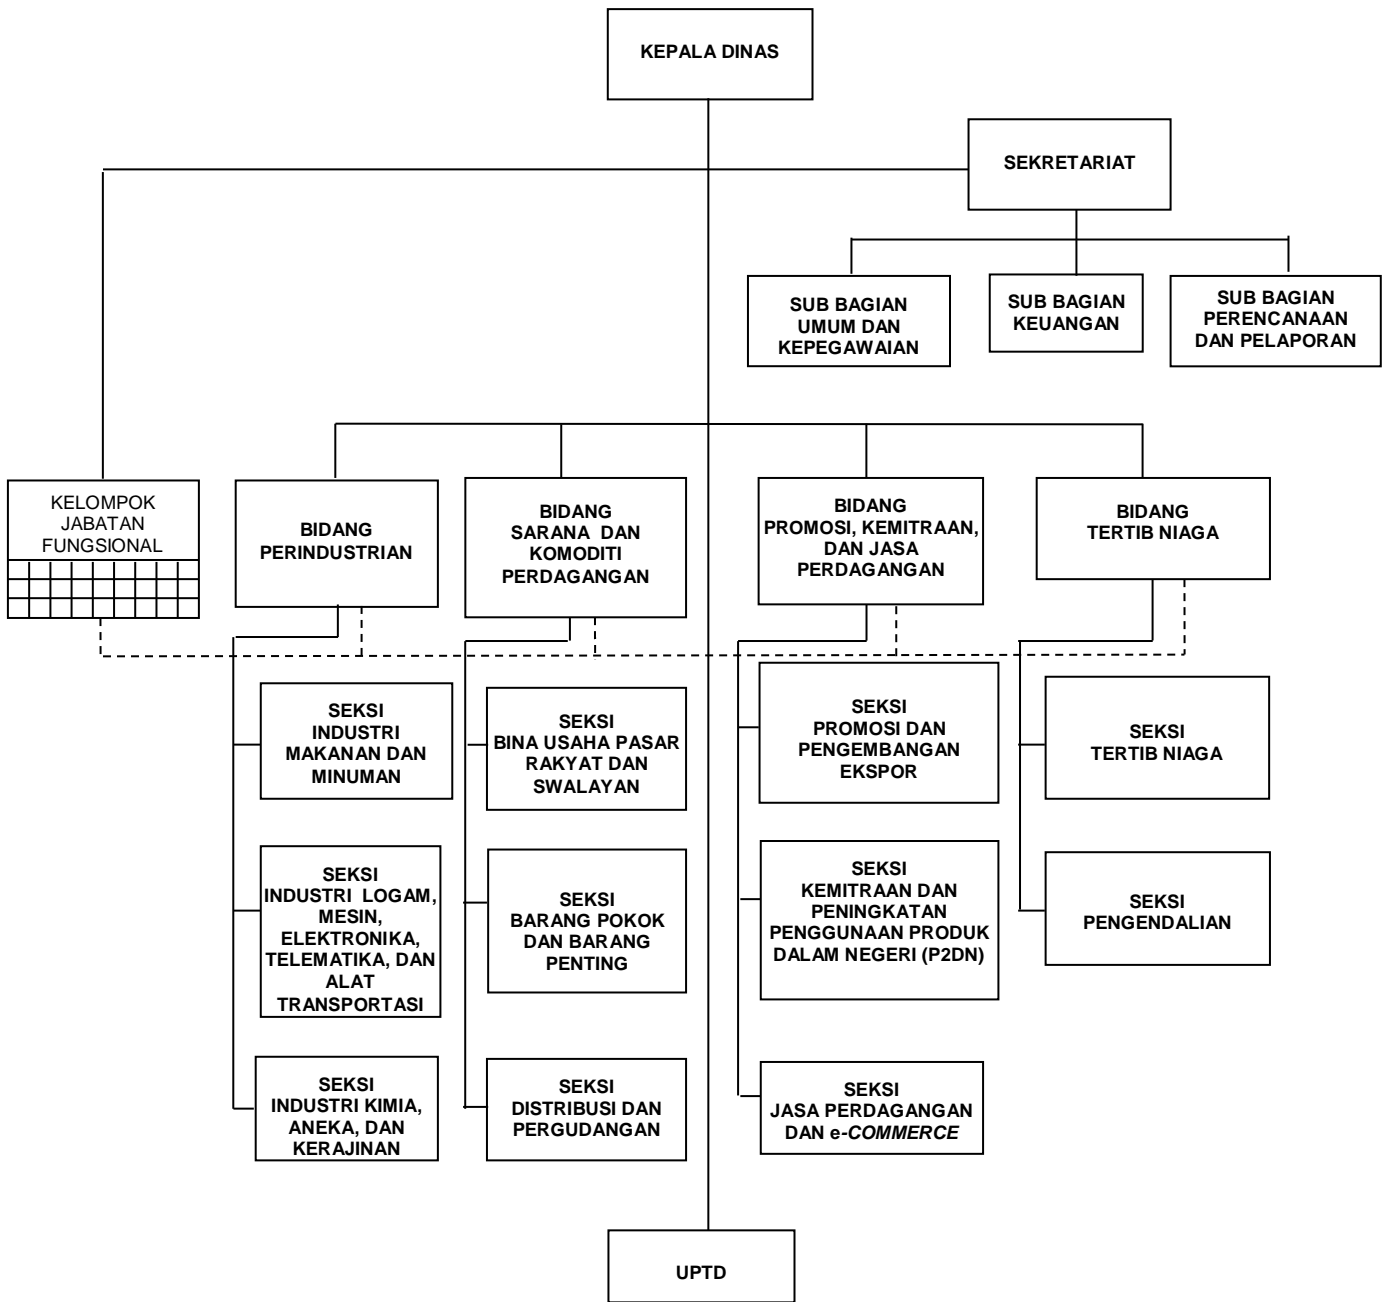 KEPALA DINAS
SEKRETARIAT
SUB BAGIAN
UMUM DAN
KEPEGAWAIAN
SUB BAGIAN
KEUANGAN
SUB BAGIAN
PERENCANAAN
DAN PELAPORAN
KELOMPOK
JABATAN
FUNGSIONAL
BIDANG
PERINDUSTRIAN
BIDANG
SARANA DAN
KOMODITI
PERDAGANGAN
BIDANG
PROMOSI, KEMITRAAN,
DAN JASA
PERDAGANGAN
BIDANG
TERTIB NIAGA
SEKSI
INDUSTRI
MAKANAN DAN
MINUMAN
SEKSI
BINA USAHA PASAR
RAKYAT DAN
SWALAYAN
SEKSI
PROMOSI DAN
PENGEMBANGAN
EKSPOR
SEKSI
TERTIB NIAGA
SEKSI
INDUSTRI LOGAM,
MESIN,
ELEKTRONIKA,
TELEMATIKA, DAN
ALAT
TRANSPORTASI
SEKSI
BARANG POKOK
DAN BARANG
PENTING
SEKSI
KEMITRAAN DAN
PENINGKATAN
PENGGUNAAN PRODUK
DALAM NEGERI (P2DN)
SEKSI
PENGENDALIAN
SEKSI
INDUSTRI KIMIA,
ANEKA, DAN
KERAJINAN
SEKSI
DISTRIBUSI DAN
PERGUDANGAN
SEKSI
JASA PERDAGANGAN
DAN e-COMMERCE
UPTD